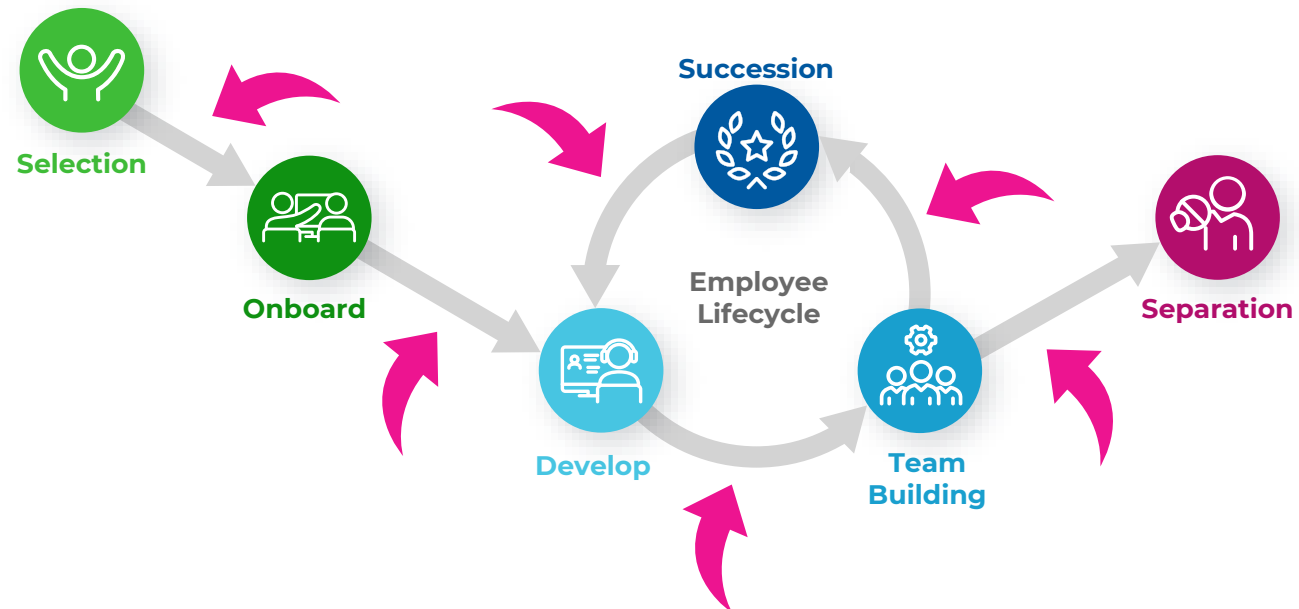 Succession
Selection
Employee
Lifecycle
Onboard
Separation
Develop
Team
Building